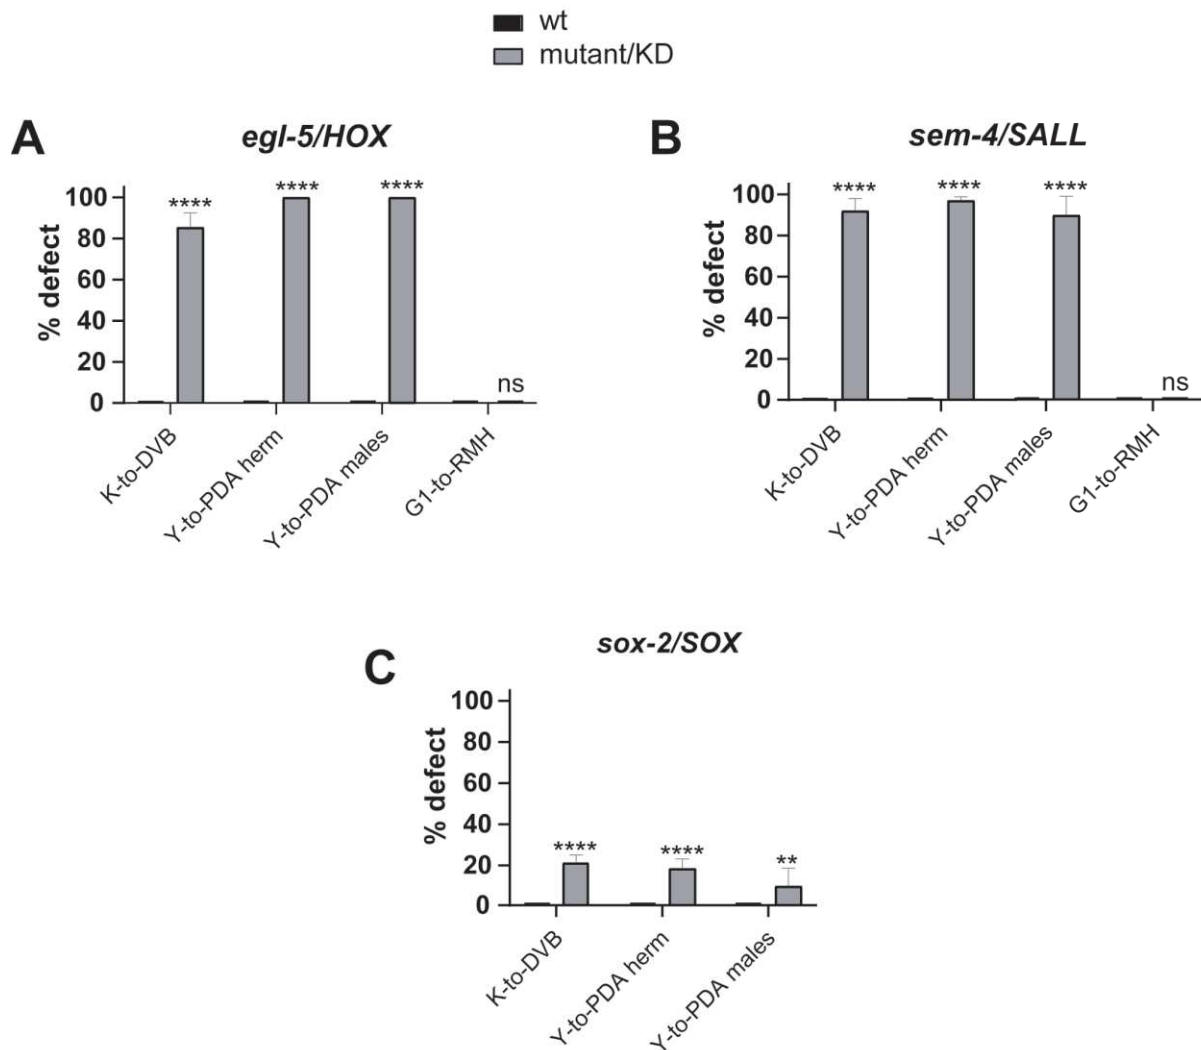 wt
mutant/KD
A
egl-5/HOX
% defect
100
80
60
40
20
0
****
****
****
ns
K-to-DVB
Y-to-PDA herm
Y-to-PDA males
G1-to-RMH
B
sem-4/SALL
% defect
100
80
60
40
20
0
****
****
****
ns
K-to-DVB
Y-to-PDA herm
Y-to-PDA males
G1-to-RMH
C
sox-2/SOX
% defect
100
80
60
40
20
0
****
****
**
K-to-DVB
Y-to-PDA herm
Y-to-PDA males